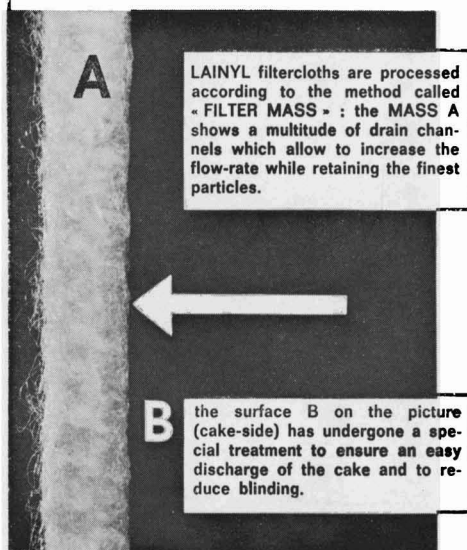 A
LAINYL filtercloths are processed
according to the method called
« FILTER MASS » : the MASS A
shows a multitude of drain chan-
nels which allow to increase the
flow-rate while retaining the finest
particles.
B
the surface B on the picture
(cake-side) has undergone a spe-
cial treatment to ensure an easy
discharge of the cake and to re-
duce blinding.